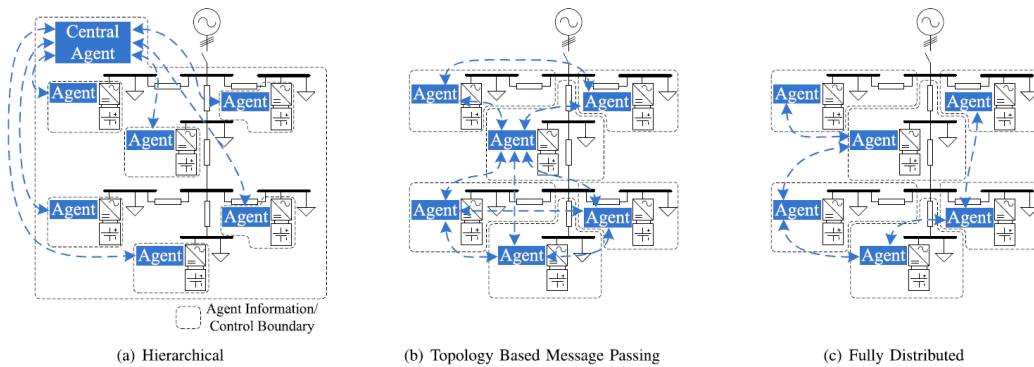 Central
Agent
Agent
Agent
Agent
Agent
Agent
Agent
Agent Information/
Control Boundary
(a) Hierarchical
Agent
Agent
Agent
Agent
Agent
Agent
(b) Topology Based Message Passing
Agent
Agent
Agent
Agent
Agent
Agent
(c) Fully Distributed